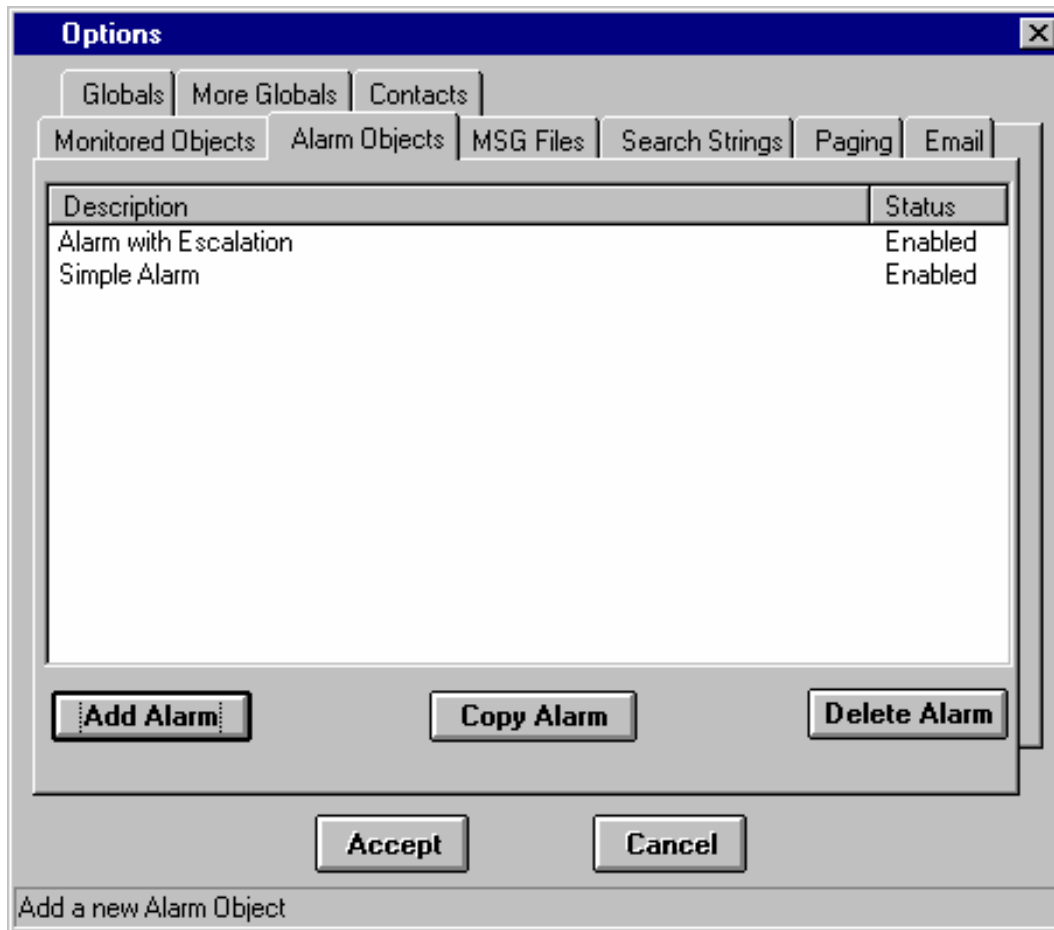 Options
Globals More Globals Contacts
Monitored Objects Alarm Objects MSG Files Search Strings Paging Email
Description Status
Alarm with Escalation Enabled
Simple Alarm Enabled
Add Alarm Copy Alarm Delete Alarm
Accept Cancel
Add a new Alarm Object